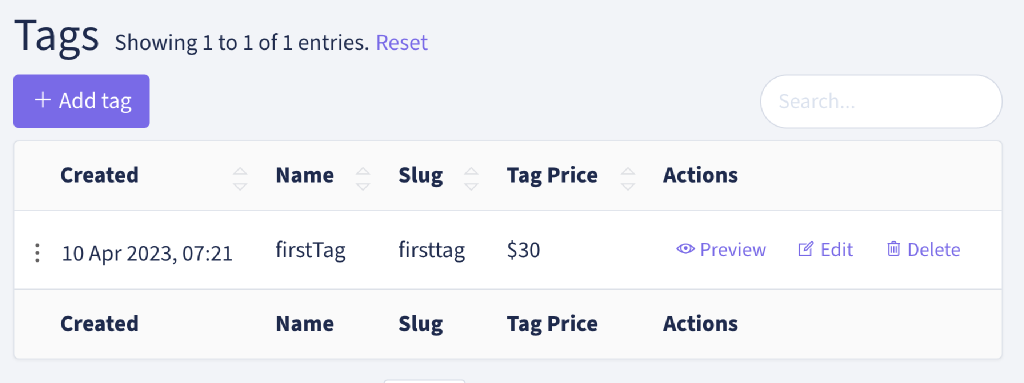 Tags Showing 1 to 1 of 1 entries. Reset
+ Add tag Search...
Created Name Slug Tag Price Actions
10 Apr 2023, 07:21 firstTag firsttag $30 Preview Edit Delete
Created Name Slug Tag Price Actions